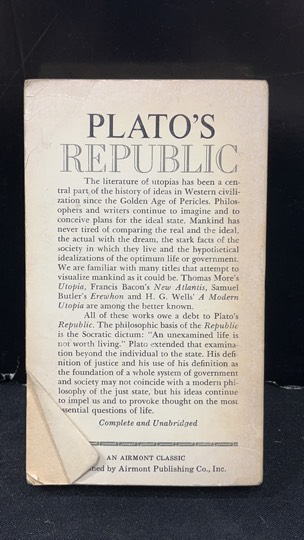 PLATO'S
REPUBLIC
The literature of utopias has been a cen-
tral part of the history of ideas in Western civili-
zation since the Golden Age of Pericles. Philos-
ophers and writers continue to imagine and to
conceive plans for the ideal state. Mankind has
never tired of comparing the real and the ideal,
the actual with the dream, the stark facts of the
society in which they live and the hypothetical
idealizations of the optimum life or government.
We are familiar with many titles that attempt to
visualize mankind as it could be. Thomas More's
Utopia, Francis Bacon's New Atlantis, Samuel
Butler's Erewhon and H. G. Wells' A Modern
Utopia are among the better known.
All of these works owe a debt to Plato's
Republic. The philosophic basis of the Republic
is the Socratic dictum: "An unexamined life is
not worth living." Plato extended that examina-
tion beyond the individual to the state. His defi-
nition of justice and his use of his definition as
the foundation of a whole system of government
and society may not coincide with a modern phi-
losophy of the just state, but his ideas continue
to impel us and to provoke thought on the most
essential questions of life.
Complete and Unabridged
AN AIRMONT CLASSIC
by Airmont Publishing Co., Inc.